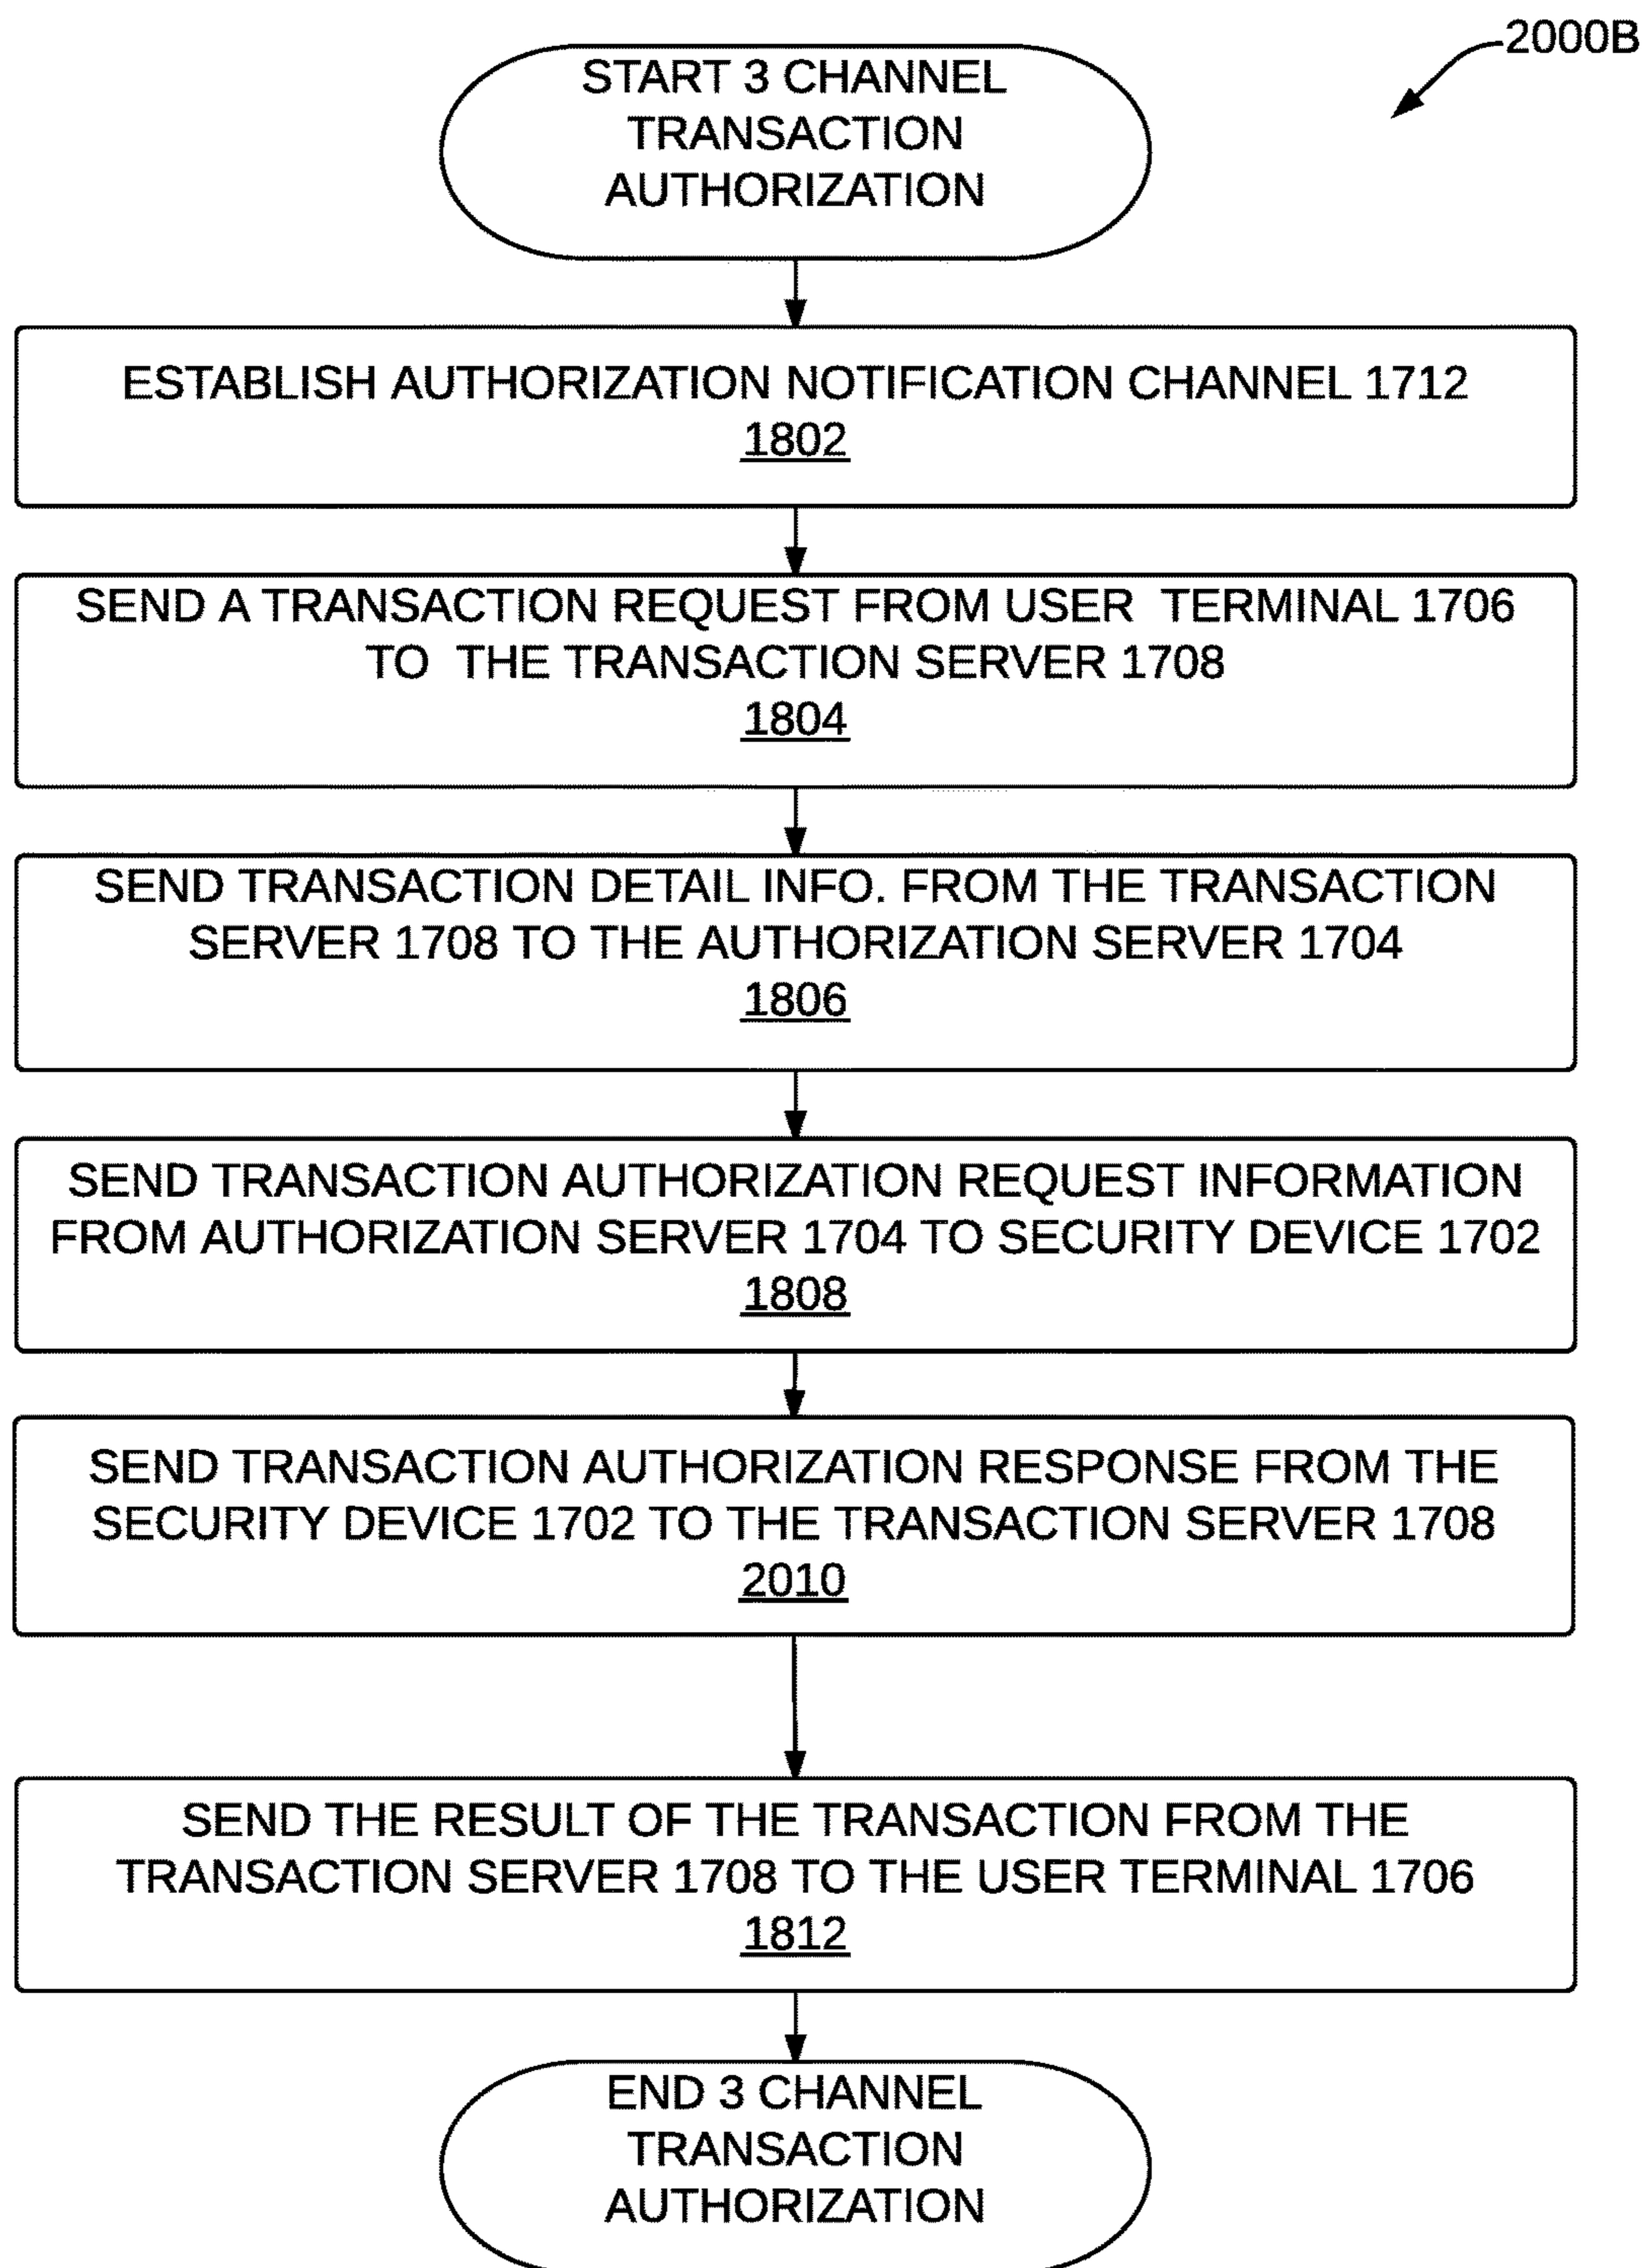 2000B
START 3 CHANNEL
TRANSACTION
AUTHORIZATION
ESTABLISH AUTHORIZATION NOTIFICATION CHANNEL 1712
1802
SEND A TRANSACTION REQUEST FROM USER TERMINAL 1706
TO THE TRANSACTION SERVER 1708
1804
SEND TRANSACTION DETAIL INFO. FROM THE TRANSACTION
SERVER 1708 TO THE AUTHORIZATION SERVER 1704
1806
SEND TRANSACTION AUTHORIZATION REQUEST INFORMATION
FROM AUTHORIZATION SERVER 1704 TO SECURITY DEVICE 1702
1808
SEND TRANSACTION AUTHORIZATION RESPONSE FROM THE
SECURITY DEVICE 1702 TO THE TRANSACTION SERVER 1708
2010
SEND THE RESULT OF THE TRANSACTION FROM THE
TRANSACTION SERVER 1708 TO THE USER TERMINAL 1706
1812
END 3 CHANNEL
TRANSACTION
AUTHORIZATION